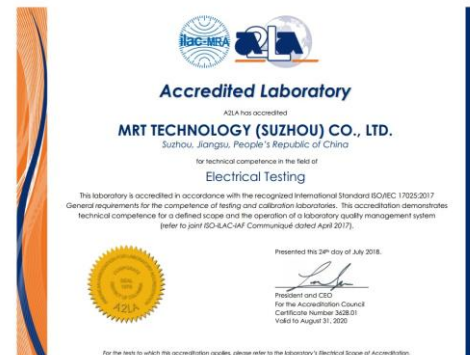 ilac-MRA
A2LA
Accredited Laboratory
A2LA has accredited
MRT TECHNOLOGY (SUZHOU) CO., LTD.
Suzhou, Jiangsu, People's Republic of China
for technical competence in the field of
Electrical Testing
This laboratory is accredited in accordance with the recognized International Standard ISO/IEC 17025:2017
General requirements for the competence of testing and calibration laboratories. This accreditation demonstrates
technical competence for a defined scope and the operation of a laboratory quality management system
(refer to joint ISO-ILAC-IAF Communiqué dated April 2017).
Presented this 24th day of July 2018.
President and CEO
For the Accreditation Council
Certificate Number 3628.01
Valid to August 31, 2020
SEAL
1978
A2LA
For the tests to which this accreditation applies, please refer to the laboratory's Electrical Scope of Accreditation.